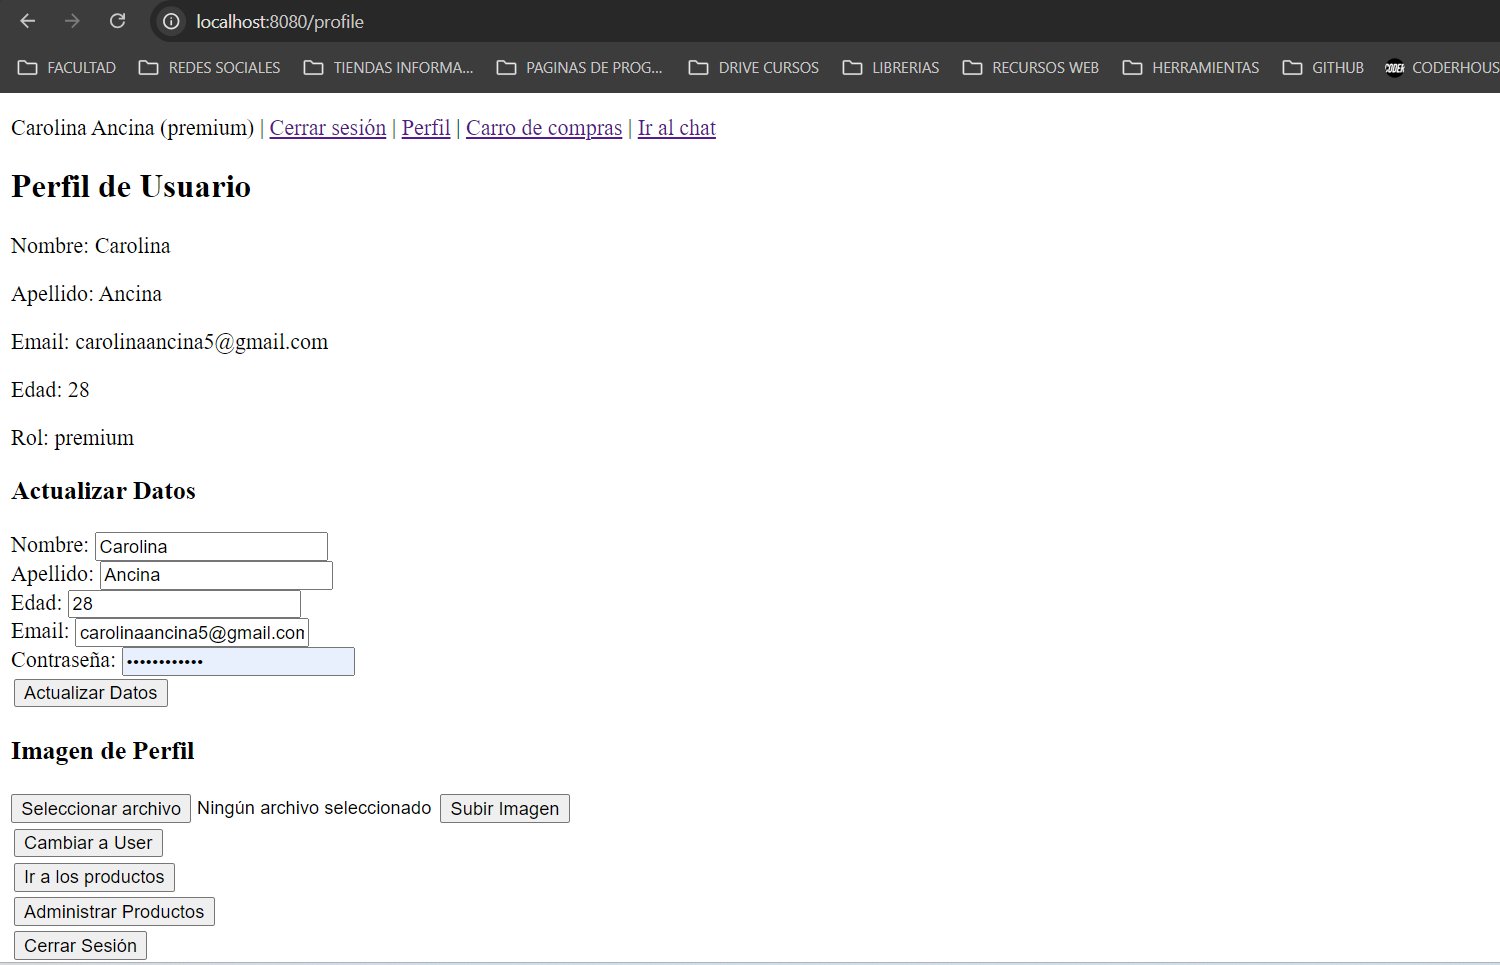 localhost:8080/profile
FACULTAD REDES SOCIALES TIENDAS INFORMA... PAGINAS DE PROG... DRIVE CURSOS LIBRERIAS RECURSOS WEB HERRAMIENTAS GITHUB CODER CODERHOUS
Carolina Ancina (premium) | Cerrar sesión | Perfil | Carro de compras | Ir al chat
Perfil de Usuario
Nombre: Carolina
Apellido: Ancina
Email: carolinaancina5@gmail.com
Edad: 28
Rol: premium
Actualizar Datos
Nombre: Carolina
Apellido: Ancina
Edad: 28
Email: carolinaancina5@gmail.con
Contraseña: ••••••••••••
Actualizar Datos
Imagen de Perfil
Seleccionar archivo Ningún archivo seleccionado Subir Imagen
Cambiar a User
Ir a los productos
Administrar Productos
Cerrar Sesión